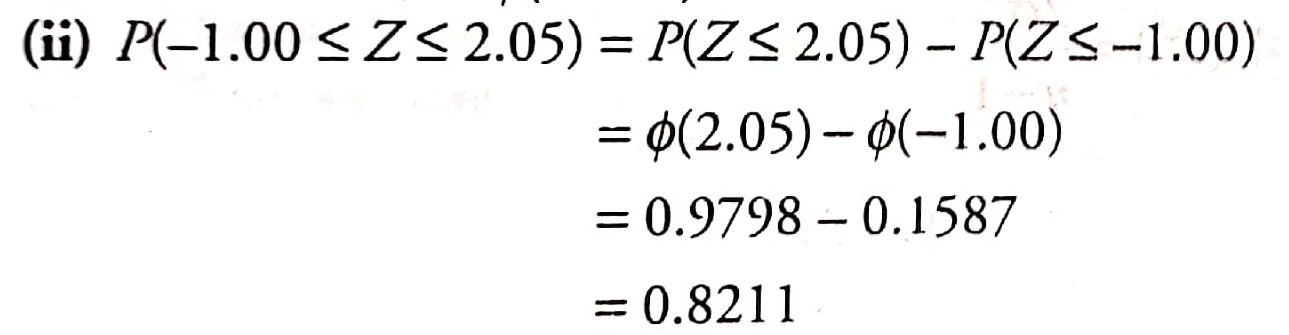 (ii) P(–1.00 ≤ Z ≤ 2.05) = P(Z ≤ 2.05) – P(Z ≤ –1.00)
= ϕ(2.05) – ϕ(–1.00)
= 0.9798 – 0.1587
= 0.8211